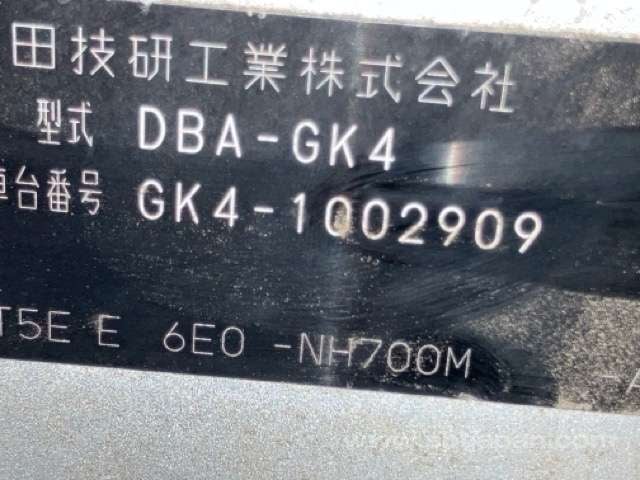 田技研工業株式会社
型式 DBA-GK4
車台番号 GK4-1002909
T5E E 6E0 -NH700M -A